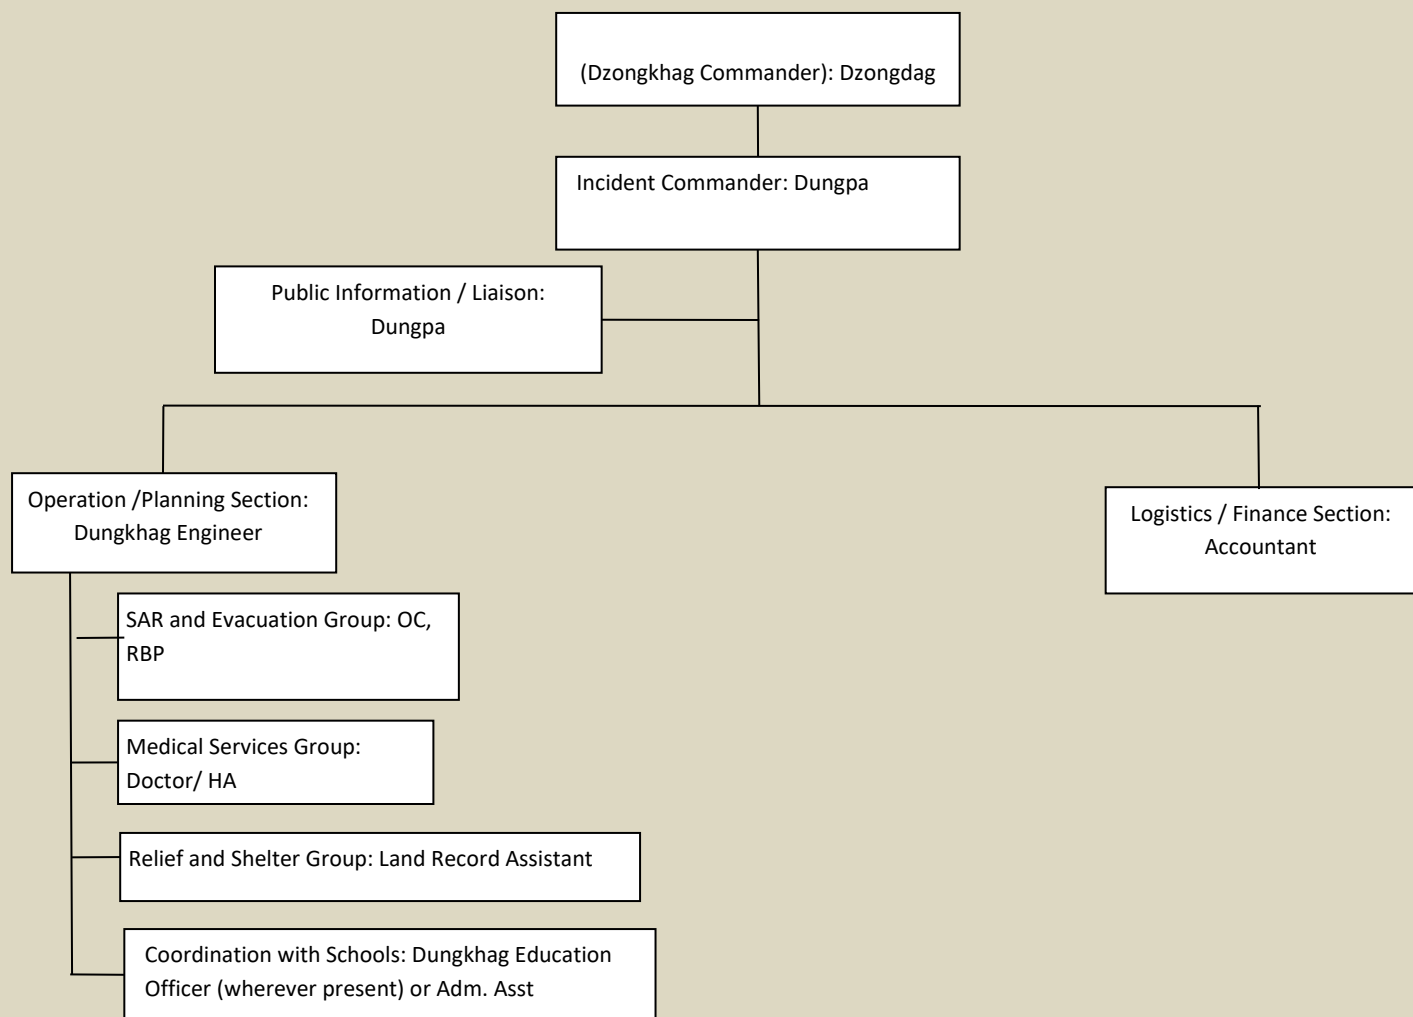 (Dzongkhag Commander): Dzongdag
Incident Commander: Dungpa
Public Information / Liaison:
Dungpa
Operation /Planning Section:
Dungkhag Engineer
Logistics / Finance Section:
Accountant
SAR and Evacuation Group: OC,
RBP
Medical Services Group:
Doctor/ HA
Relief and Shelter Group: Land Record Assistant
Coordination with Schools: Dungkhag Education
Officer (wherever present) or Adm. Asst